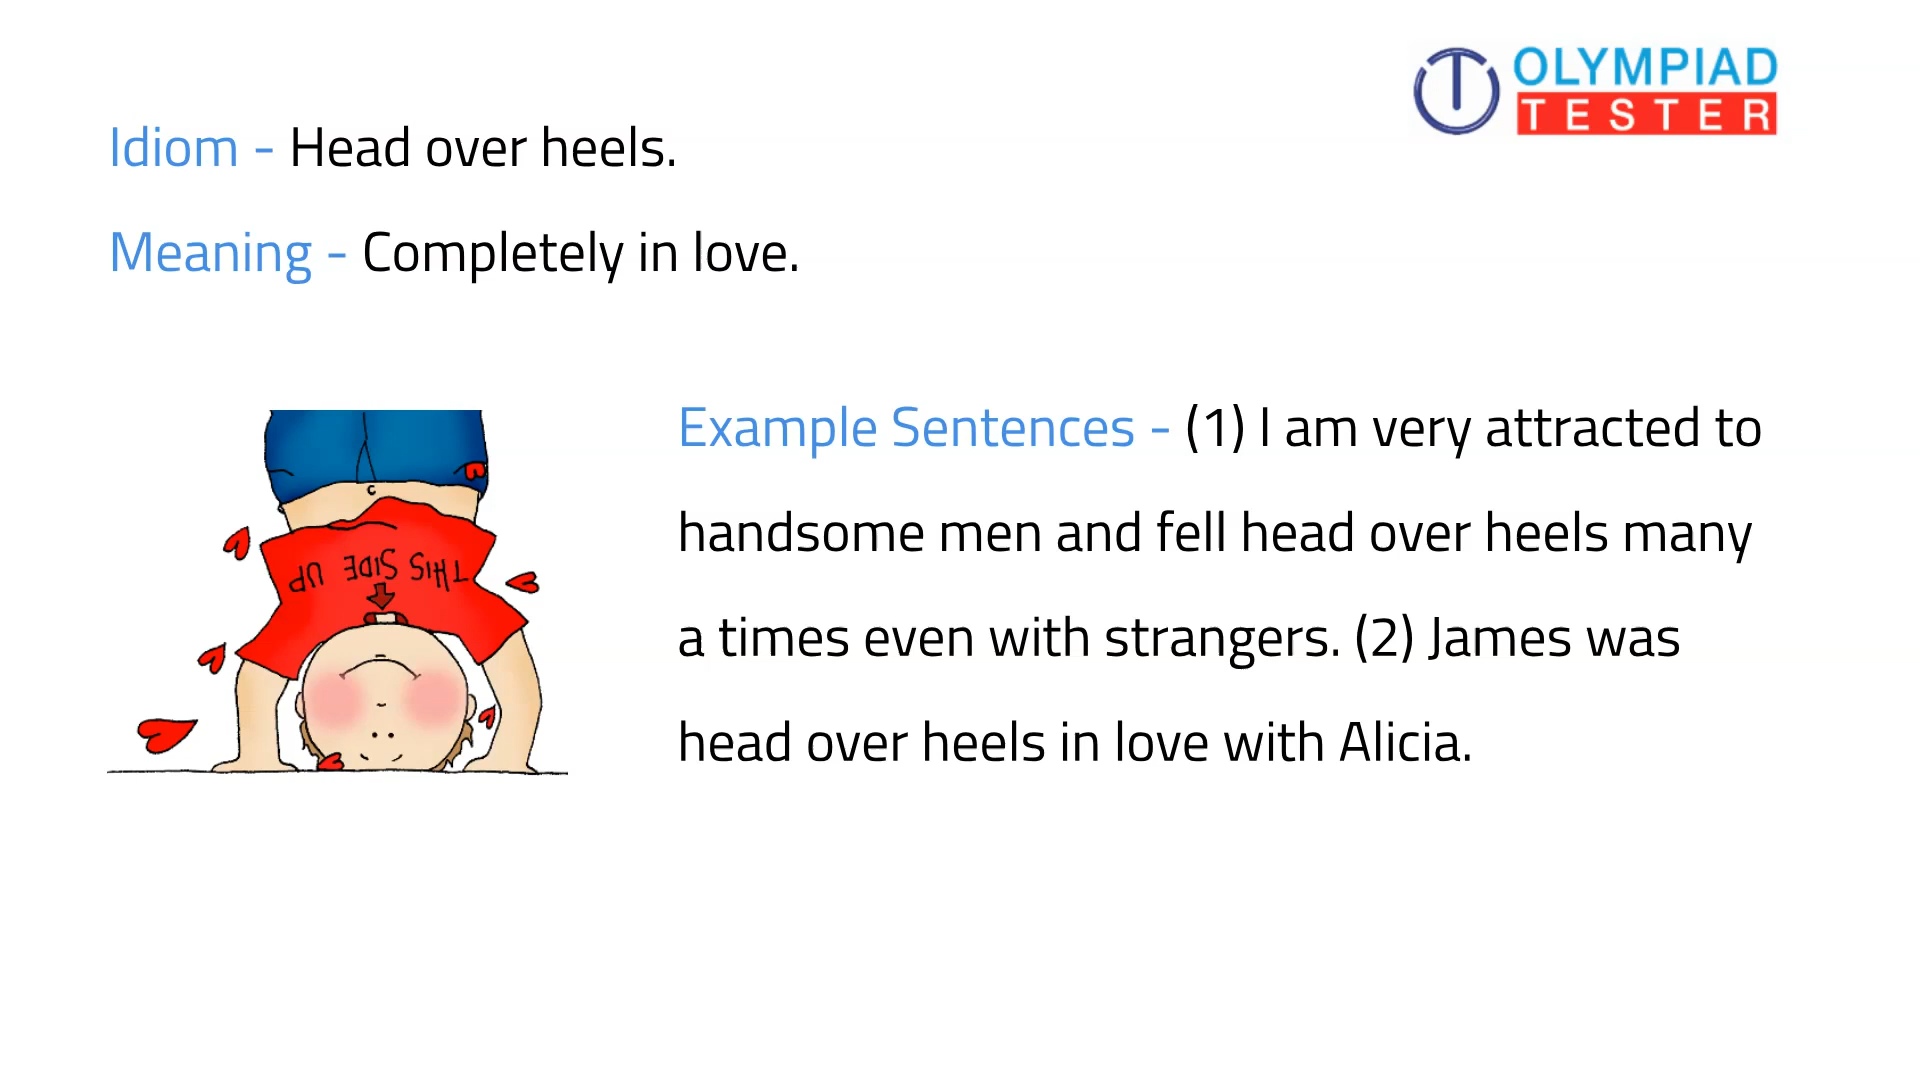 OLYMPIAD
TESTER
Idiom - Head over heels.
Meaning - Completely in love.
THIS SIDE UP
Example Sentences - (1) I am very attracted to
handsome men and fell head over heels many
a times even with strangers. (2) James was
head over heels in love with Alicia.